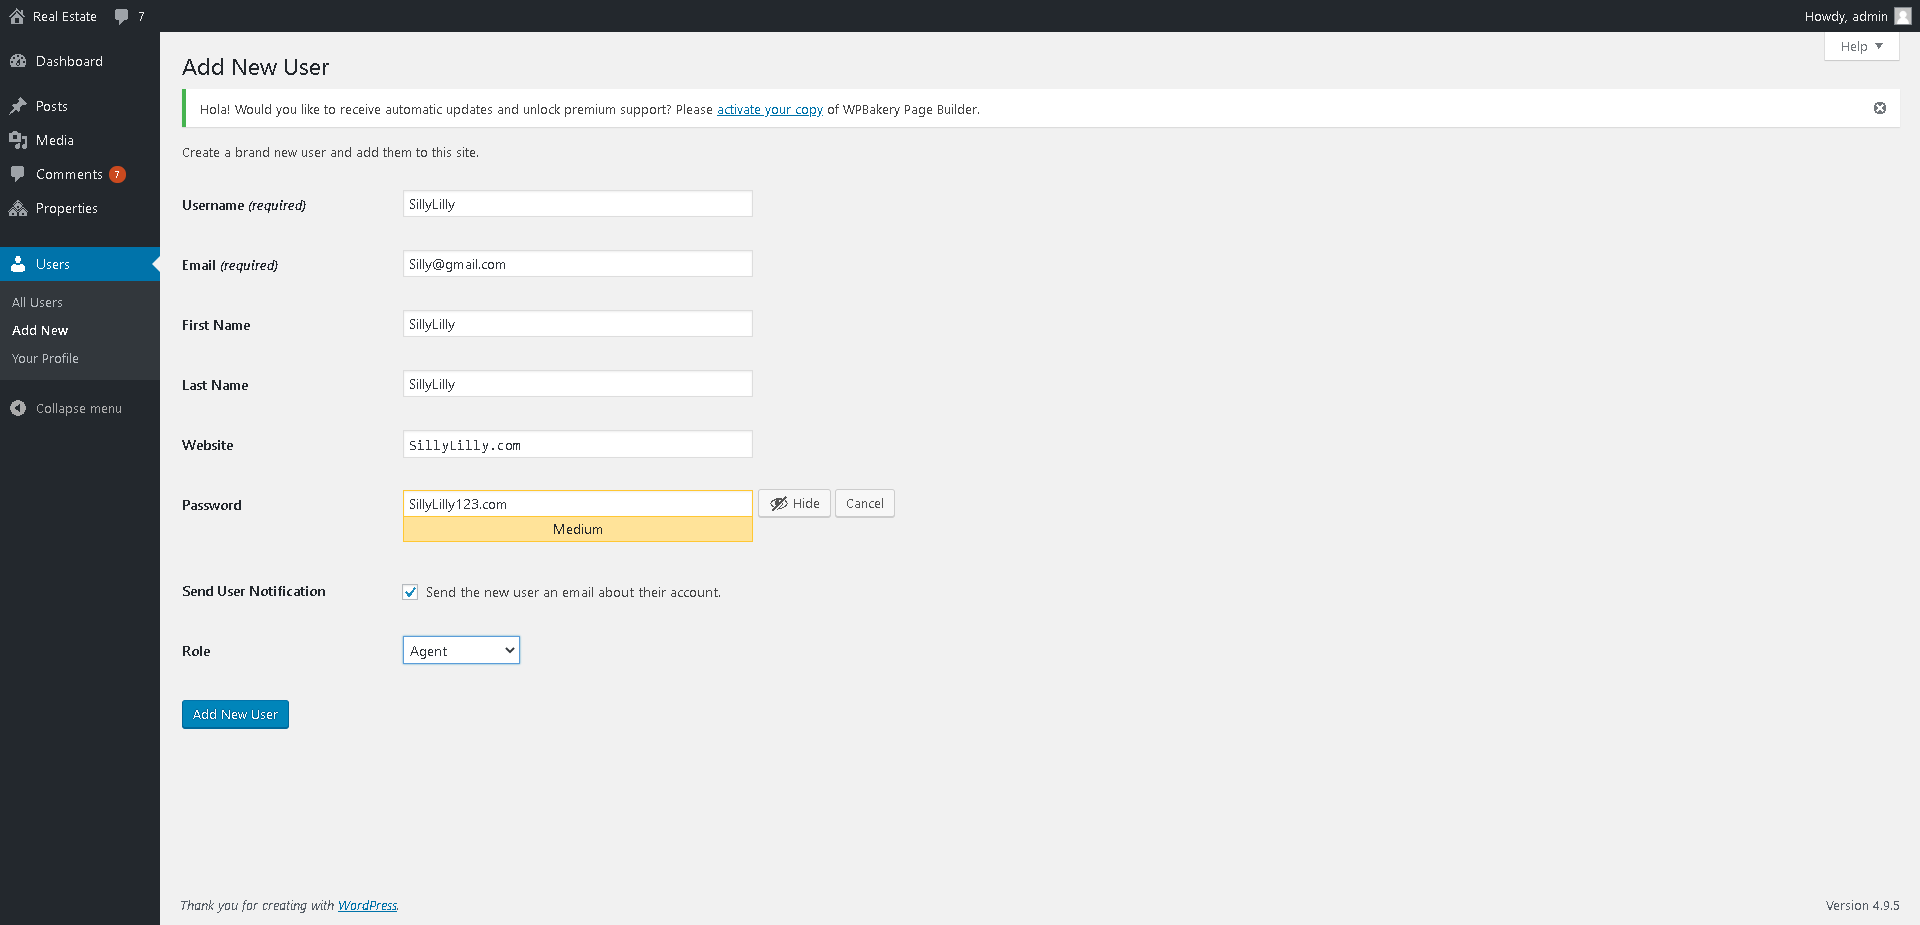 Real Estate 7 Howdy, admin
Help
Dashboard
Posts
Media
Comments 7
Properties
Users
All Users
Add New
Your Profile
Collapse menu
Add New User
Hola! Would you like to receive automatic updates and unlock premium support? Please activate your copy of WPBakery Page Builder.
Create a brand new user and add them to this site.
Username (required) SillyLilly
Email (required) Silly@gmail.com
First Name SillyLilly
Last Name SillyLilly
Website SillyLilly.com
Password SillyLilly123.com Hide Cancel
Medium
Send User Notification Send the new user an email about their account.
Role Agent
Add New User
Thank you for creating with WordPress. Version 4.9.5